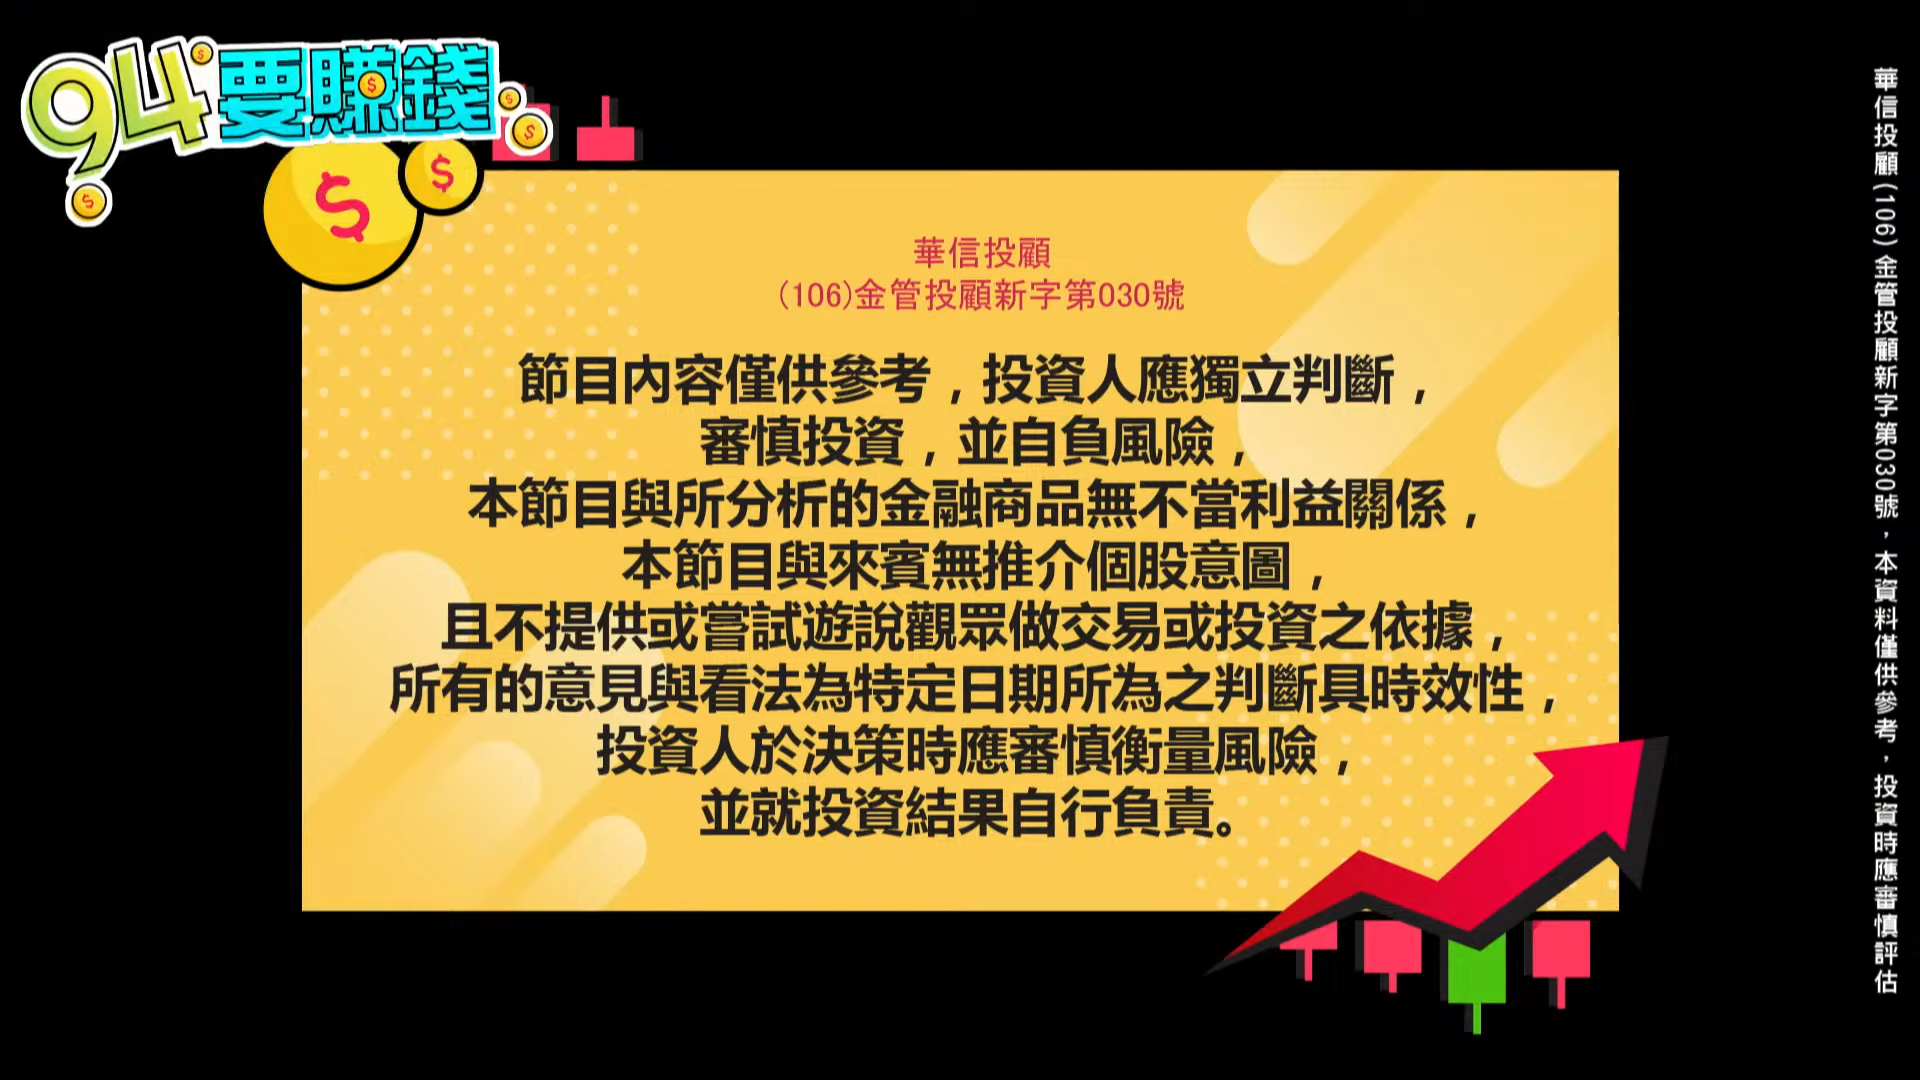 94要賺錢
華信投顧
(106)金管投顧新字第030號
節目內容僅供參考，投資人應獨立判斷，
審慎投資，並自負風險，
本節目與所分析的金融商品無不當利益關係，
本節目與來賓無推介個股意圖，
且不提供或嘗試遊說觀眾做交易或投資之依據，
所有的意見與看法為特定日期所為之判斷具時效性，
投資人於決策時應審慎衡量風險，
並就投資結果自行負責。
華信投顧(106)金管投顧新字第030號，本資料僅供參考，投資時應審慎評估